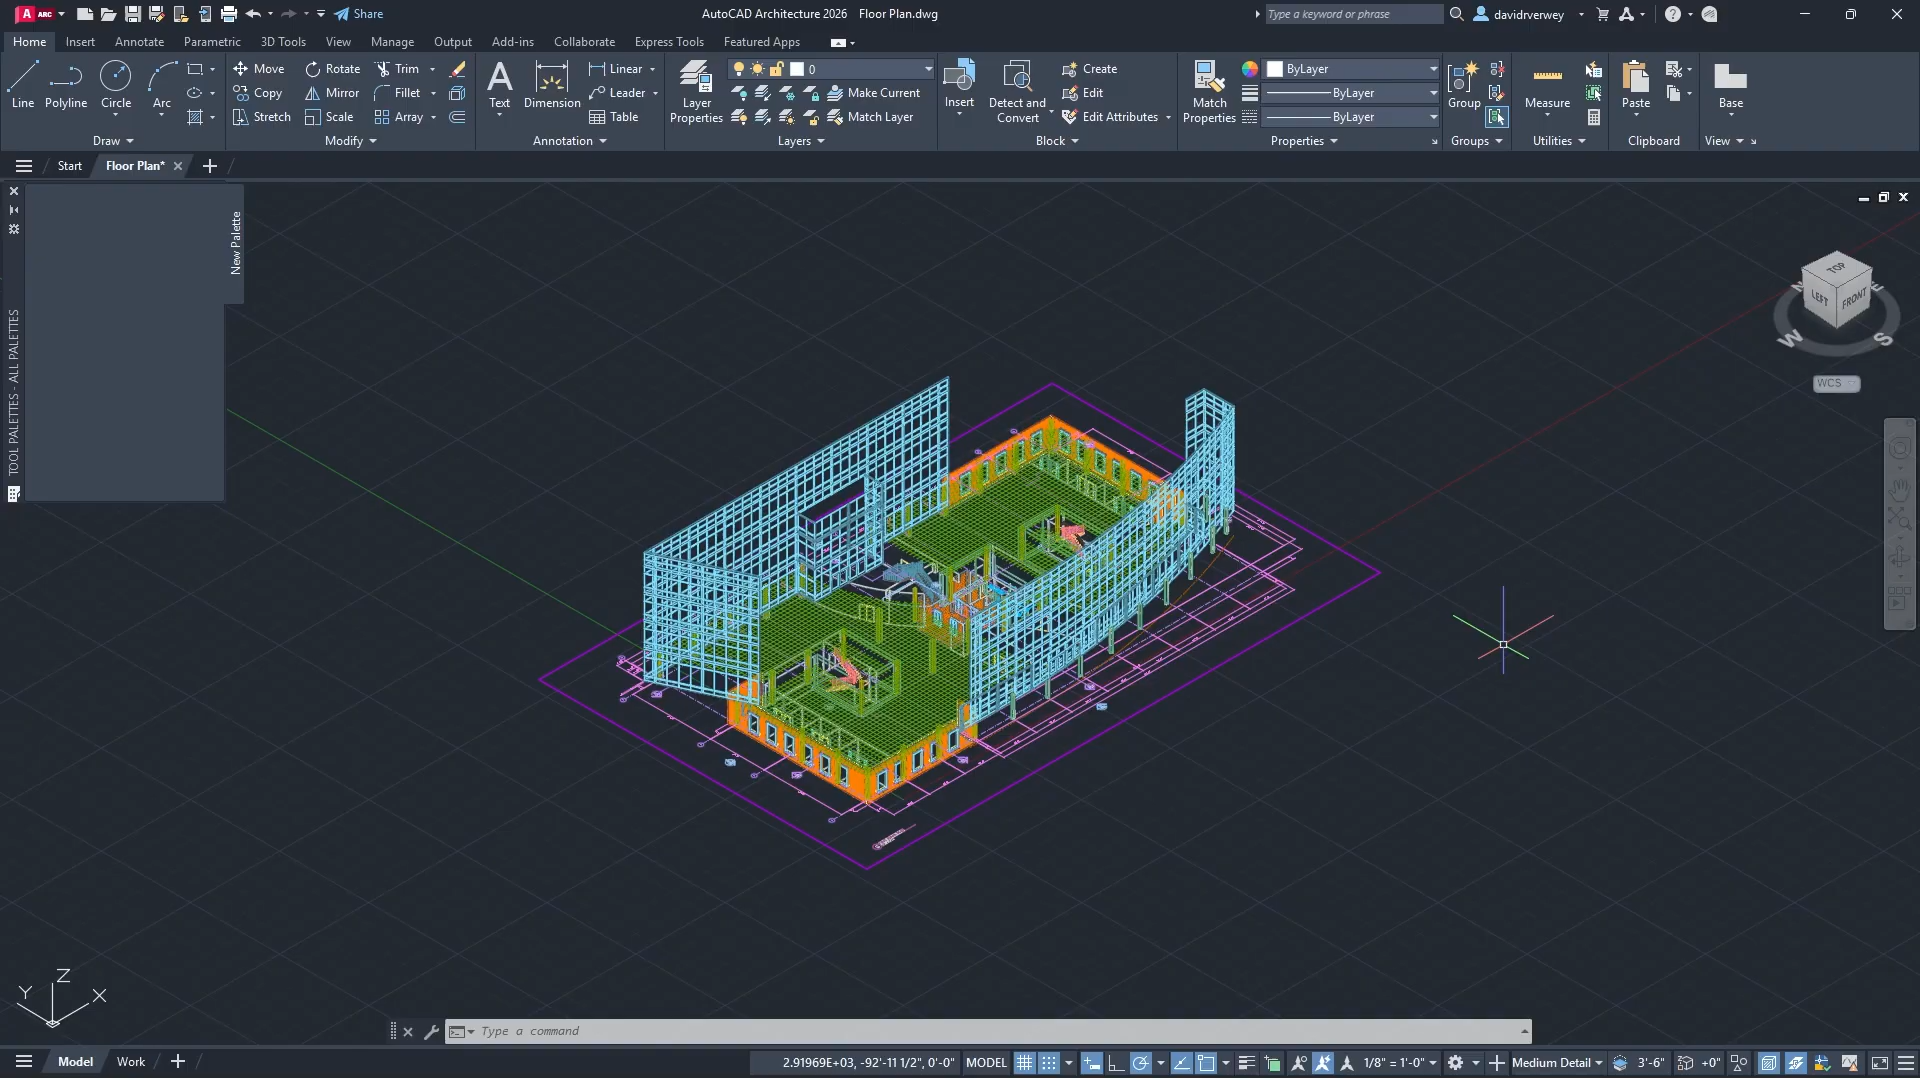 ARC
Share
AutoCAD Architecture 2026 Floor Plan.dwg
Type a keyword or phrase
davidrverwey
Home Insert Annotate Parametric 3D Tools View Manage Output Add-ins Collaborate Express Tools Featured Apps
Line Polyline Circle Arc
Move Rotate Trim
Copy Mirror Fillet
Stretch Scale Array
Text Dimension
Linear
Leader
Table
Layer Properties
0
Make Current
Match Layer
Insert
Detect and Convert
Create
Edit
Edit Attributes
Match Properties
ByLayer
ByLayer
ByLayer
Group
Measure
Paste
Base
Draw Modify Annotation Layers Block Properties Groups Utilities Clipboard View
Start Floor Plan*
New Palette
TOOL PALETTES - ALL PALETTES
TOP
LEFT FRONT
N E
W S
WCS
Z
Y X
Type a command
Model Work
2.91969E+03, -92'-11 1/2", 0'-0" MODEL
1/8" = 1'-0"
Medium Detail
3'-6"
+0"